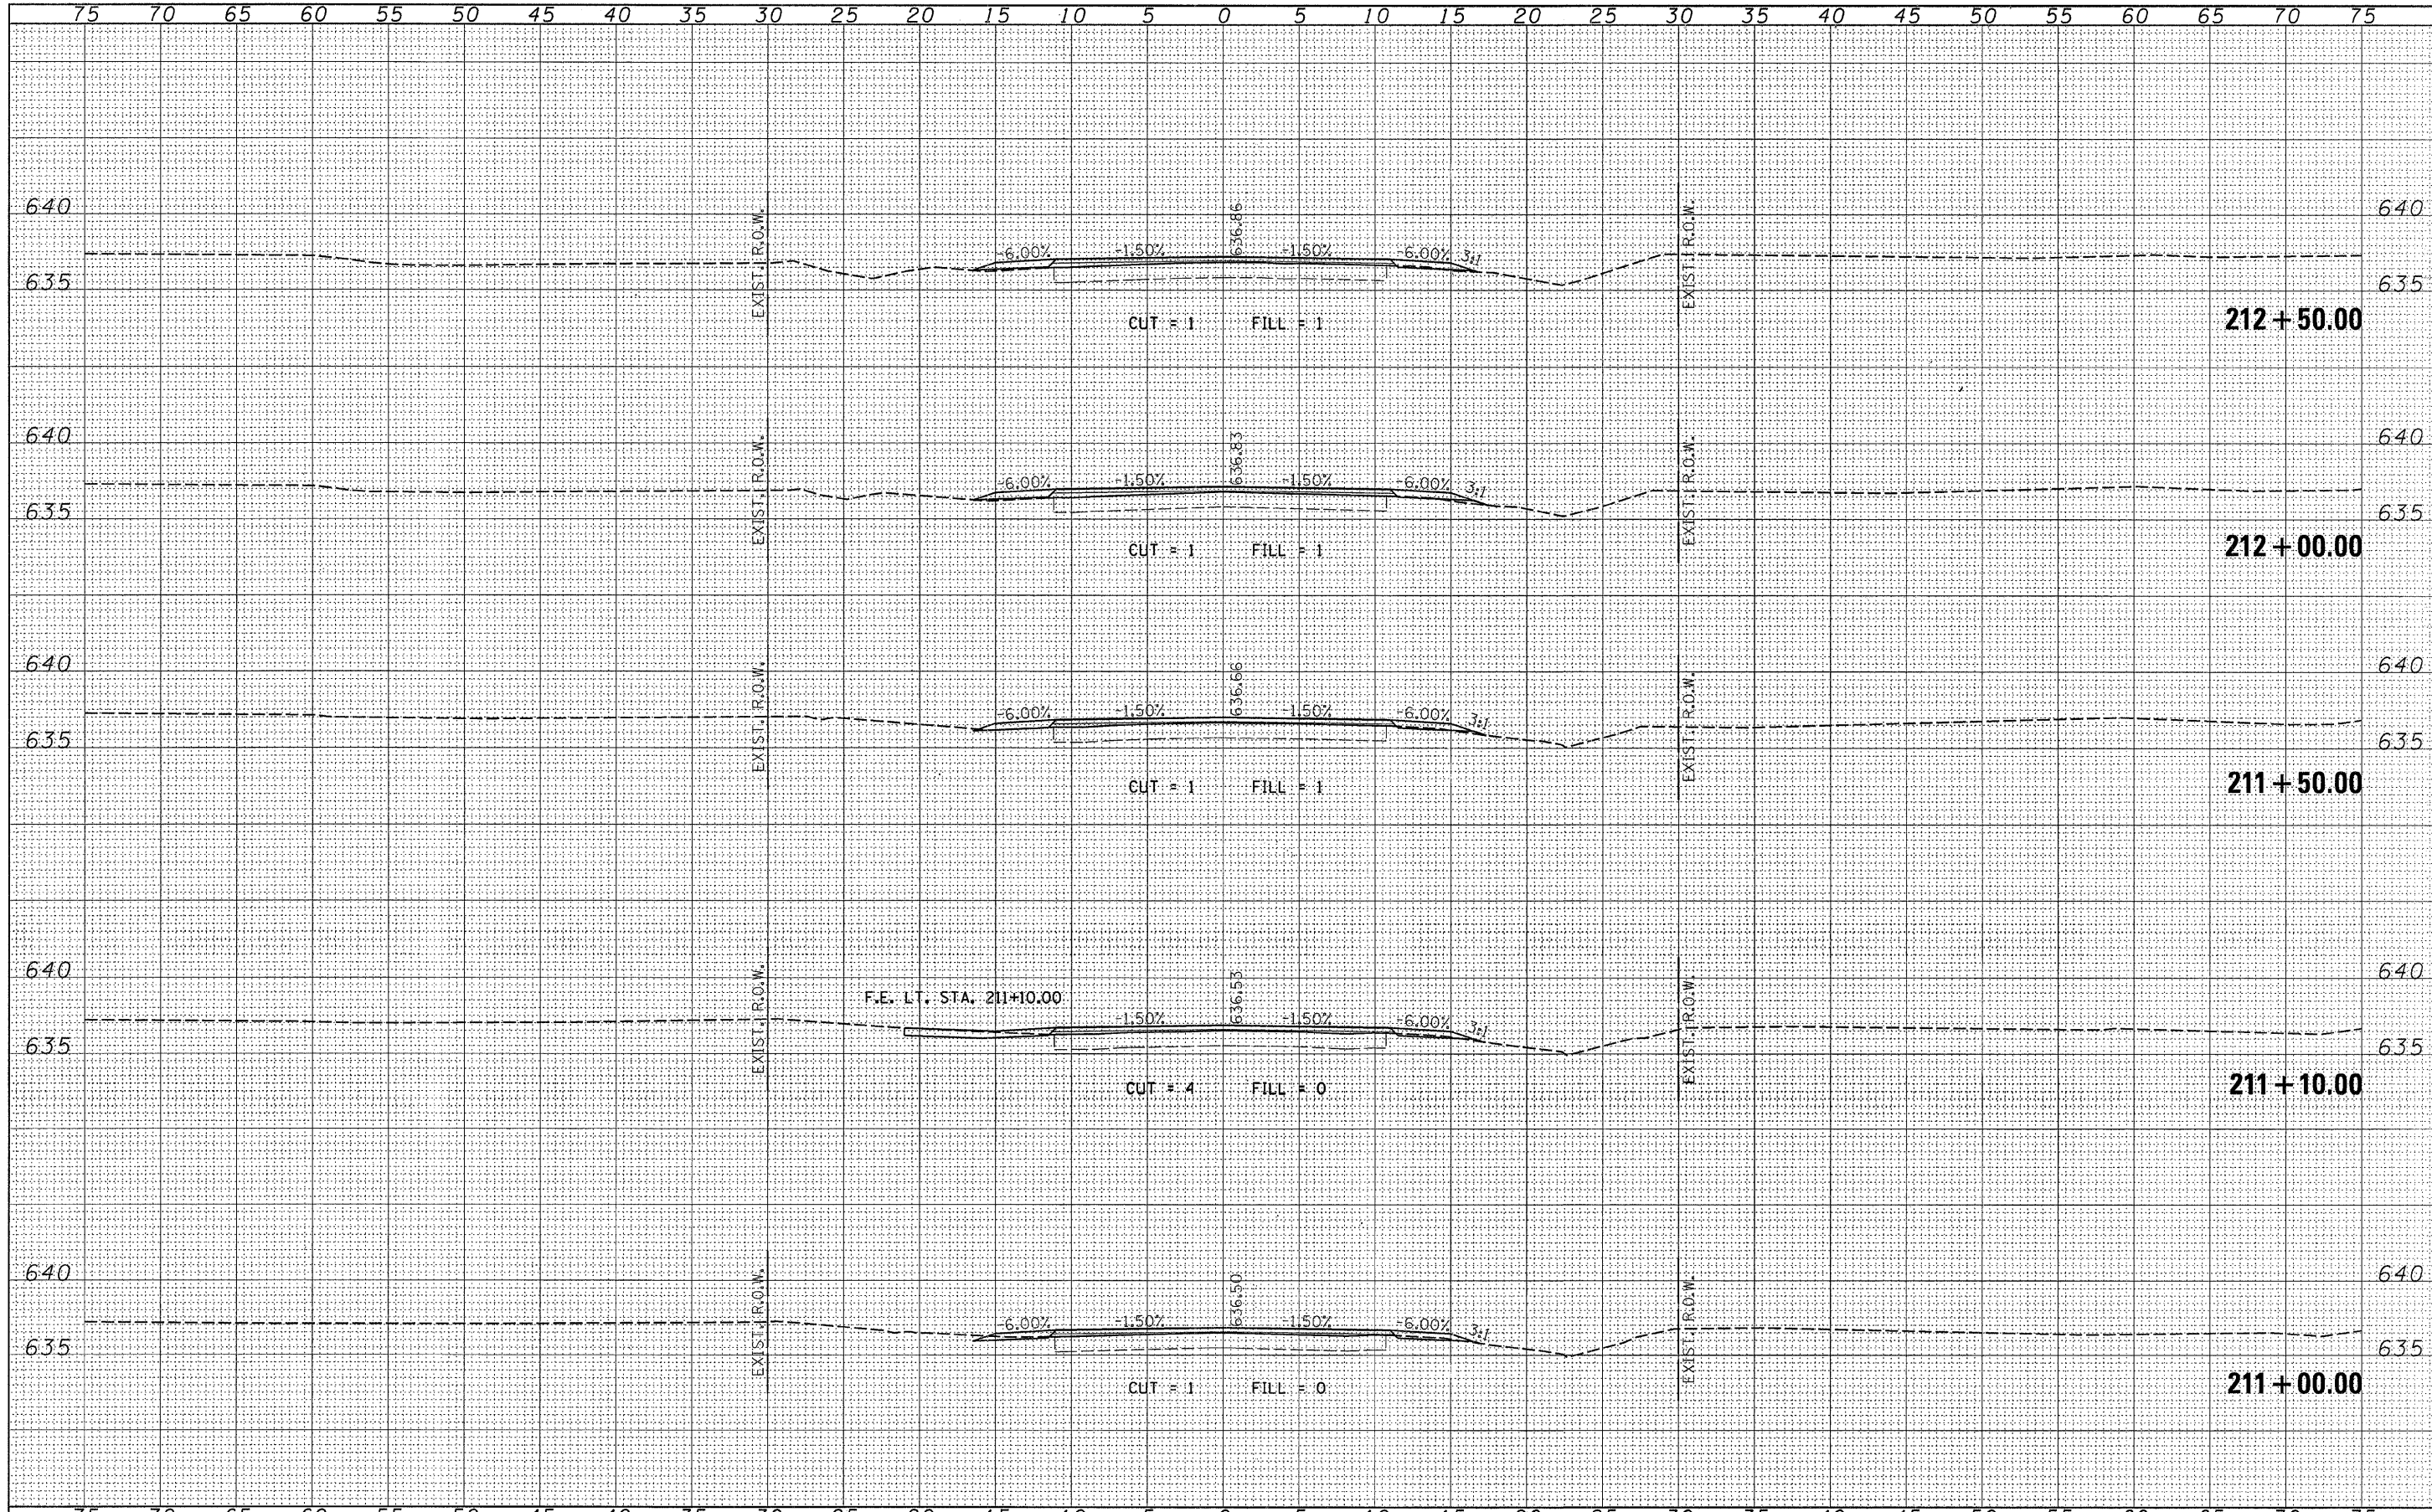 75 70 65 60 55 50 45 40 35 30 25 20 15 10 5 0 5 10 15 20 25 30 35 40 45 50 55 60 65 70 75
640 EXIST. R.O.W. 636.86 EXIST. R.O.W. 640
-6.00% -1.50% -1.50% -6.00% 3:1
635 635
CUT = 1 FILL = 1 212 + 50.00
640 EXIST. R.O.W. 636.83 EXIST. R.O.W. 640
-6.00% -1.50% -1.50% -6.00% 3:1
635 635
CUT = 1 FILL = 1 212 + 00.00
640 EXIST. R.O.W. 636.66 EXIST. R.O.W. 640
-6.00% -1.50% -1.50% -6.00% 3:1
635 635
CUT = 1 FILL = 1 211 + 50.00
640 EXIST. R.O.W. 636.53 EXIST. R.O.W. 640
F.E. LT. STA. 211+10.00
-1.50% -1.50% -6.00% 3:1
635 635
CUT = 4 FILL = 0 211 + 10.00
640 EXIST. R.O.W. 636.50 EXIST. R.O.W. 640
-6.00% -1.50% -1.50% -6.00% 3:1
635 635
CUT = 1 FILL = 0 211 + 00.00